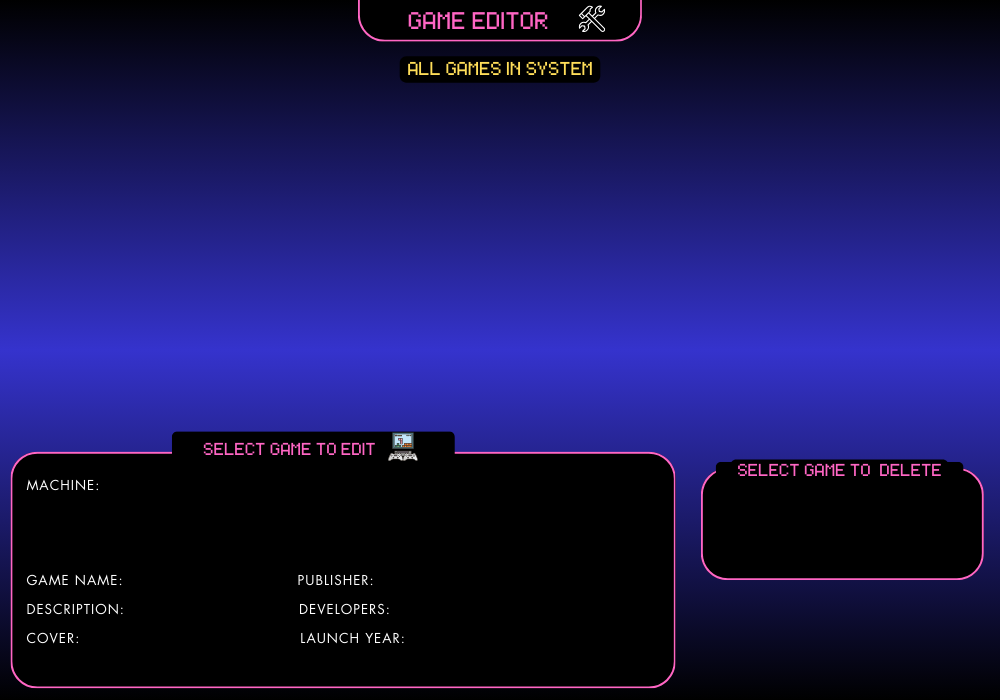 GAME EDITOR
ALL GAMES IN SYSTEM
SELECT GAME TO EDIT
SELECT GAME TO DELETE
MACHINE:
GAME NAME:
PUBLISHER:
DESCRIPTION:
DEVELOPERS:
COVER:
LAUNCH YEAR: